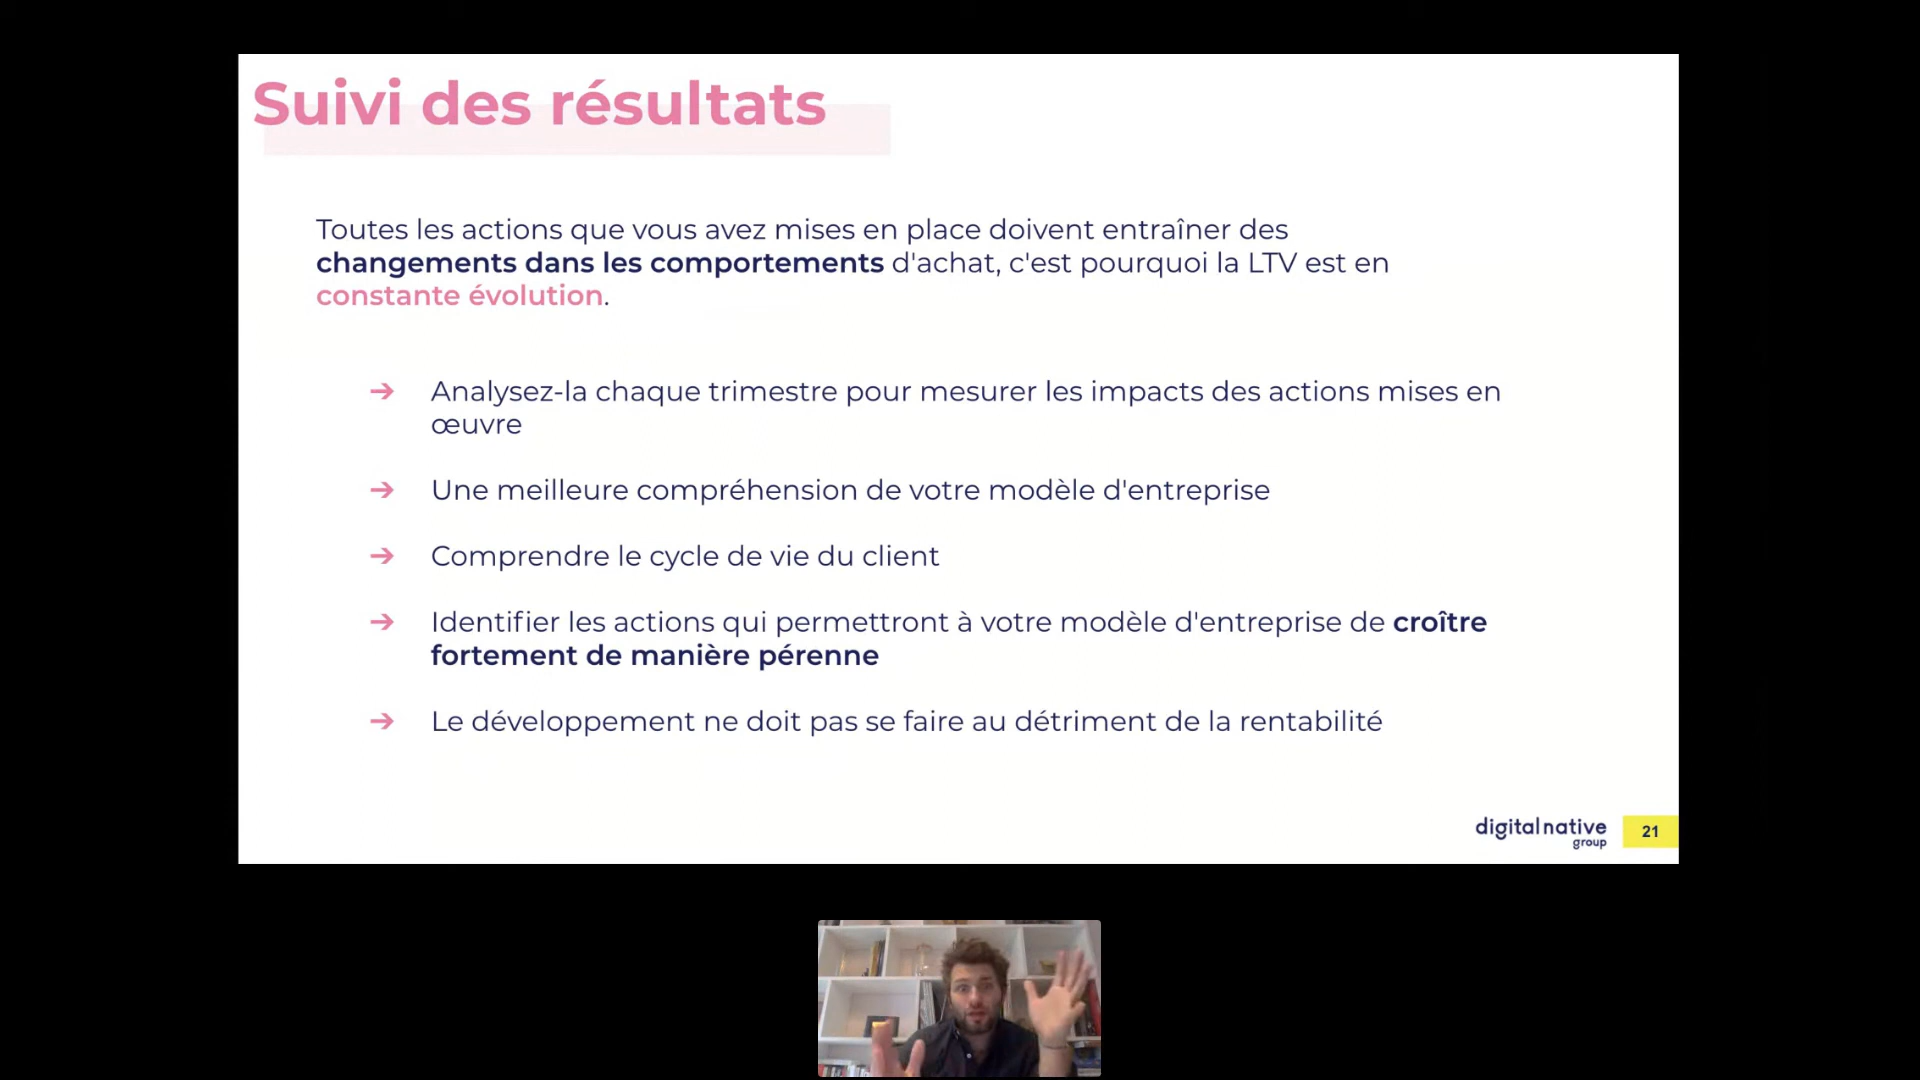 Suivi des résultats
Toutes les actions que vous avez mises en place doivent entraîner des
changements dans les comportements d'achat, c'est pourquoi la LTV est en
constante évolution.
➔ Analysez-la chaque trimestre pour mesurer les impacts des actions mises en
œuvre
➔ Une meilleure compréhension de votre modèle d'entreprise
➔ Comprendre le cycle de vie du client
➔ Identifier les actions qui permettront à votre modèle d'entreprise de croître
fortement de manière pérenne
➔ Le développement ne doit pas se faire au détriment de la rentabilité
digital native
group
21